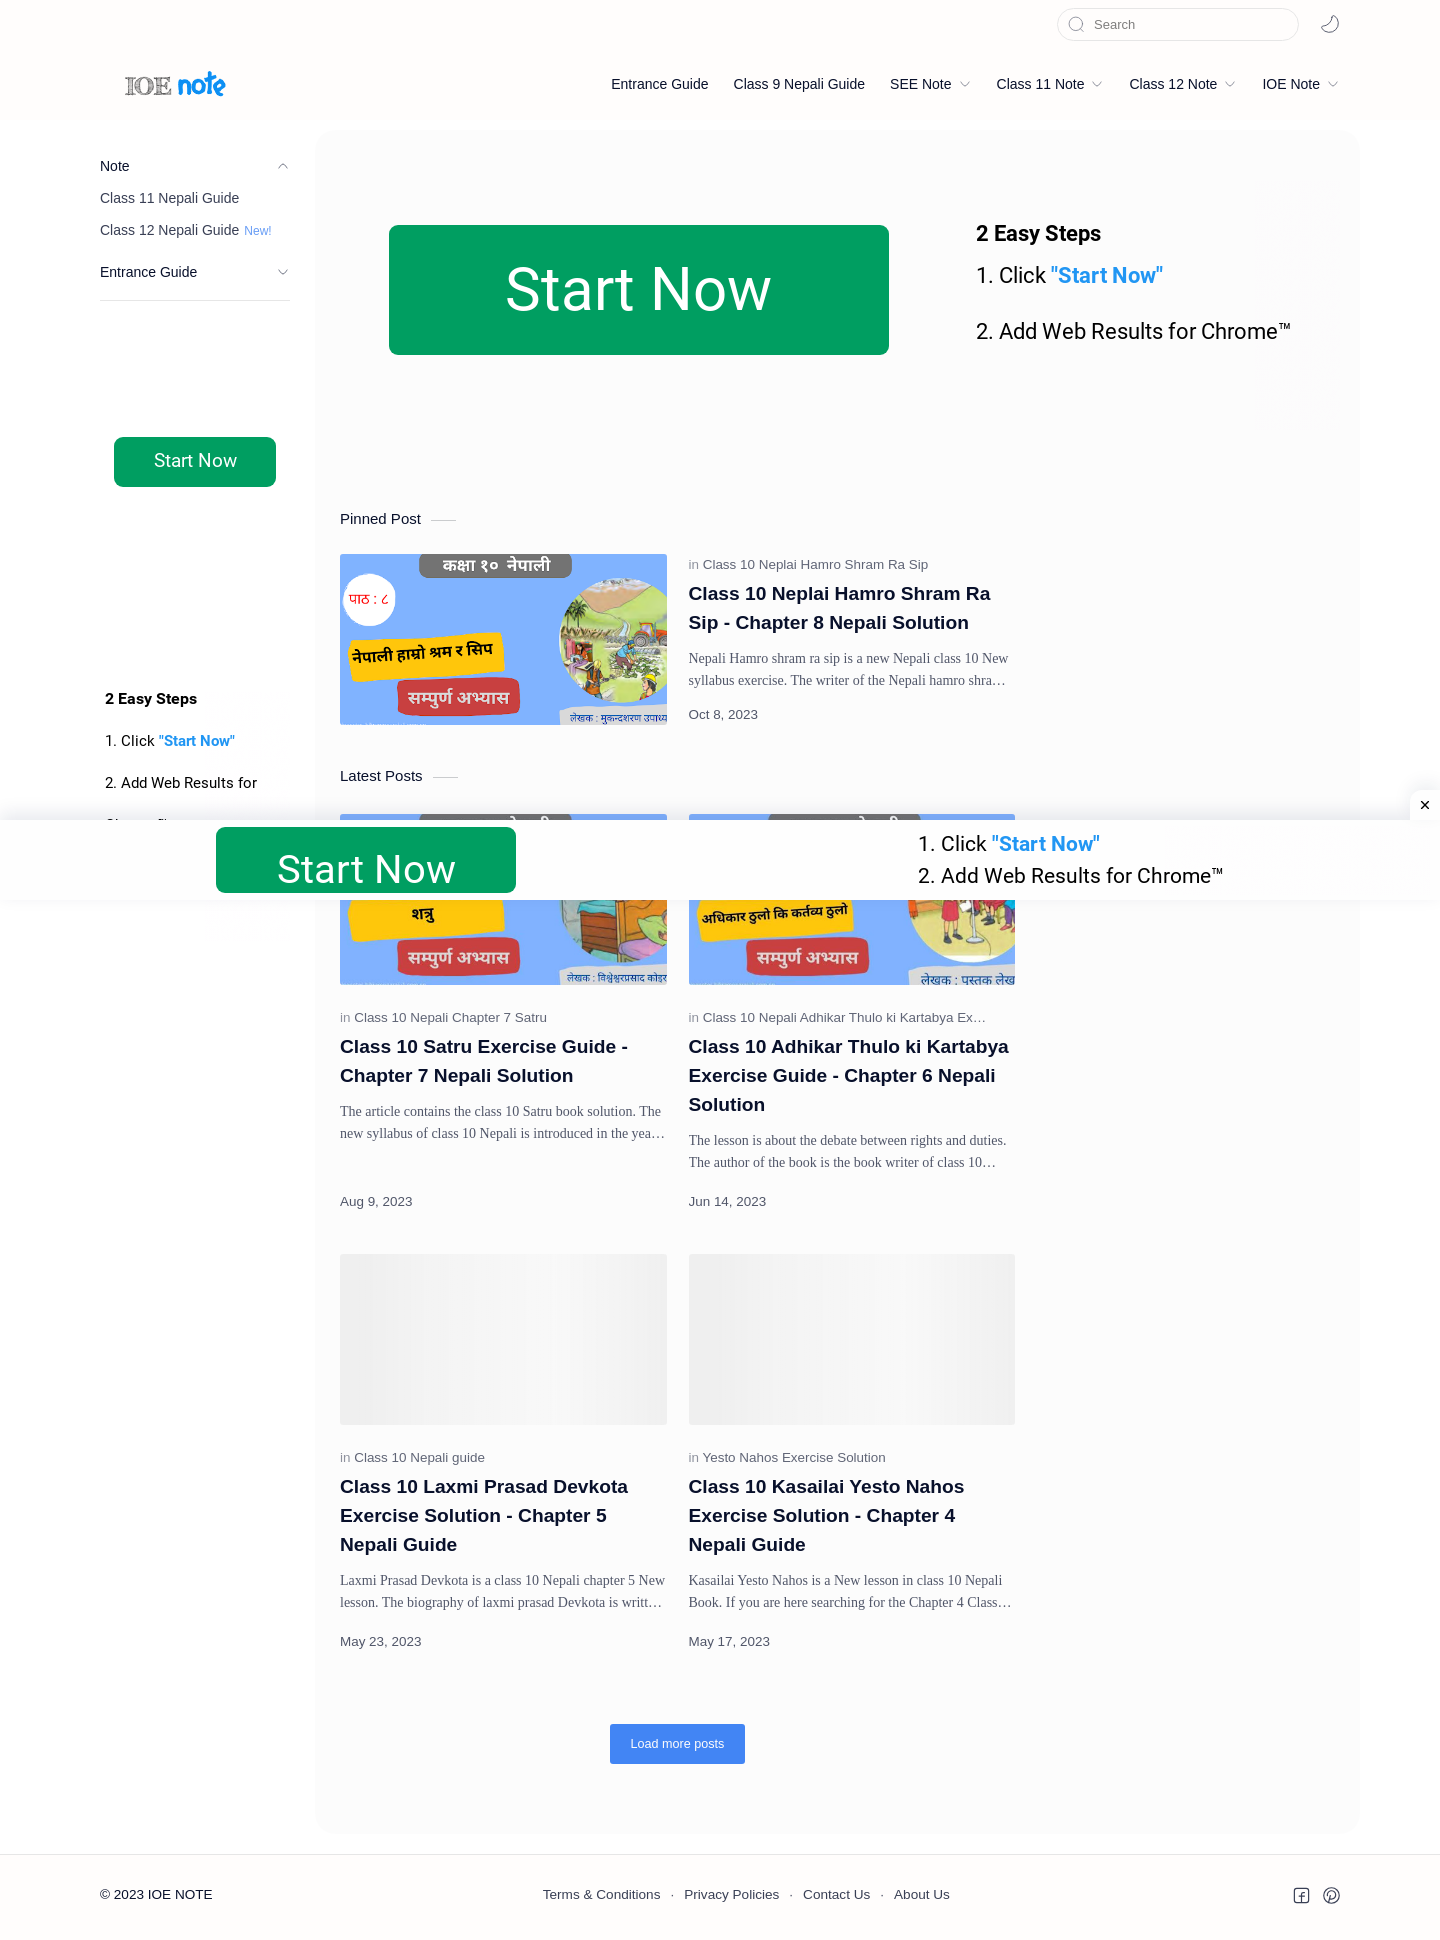 Search
IOE note
Entrance Guide
Class 9 Nepali Guide
SEE Note
Class 11 Note
Class 12 Note
IOE Note
Note
Class 11 Nepali Guide
Class 12 Nepali Guide New!
Entrance Guide
Start Now
2 Easy Steps
1. Click "Start Now"
2. Add Web Results for Chrome™
Start Now
2 Easy Steps
1. Click "Start Now"
2. Add Web Results for
Pinned Post
कक्षा १० नेपाली
पाठ : ८
नेपाली हाम्रो श्रम र सिप
सम्पुर्ण अभ्यास
लेखक : मुकुन्दशरण उपाध्य
in Class 10 Neplai Hamro Shram Ra Sip
Class 10 Neplai Hamro Shram Ra
Sip - Chapter 8 Nepali Solution
Nepali Hamro shram ra sip is a new Nepali class 10 New
syllabus exercise. The writer of the Nepali hamro shra…
Oct 8, 2023
Latest Posts
Start Now
1. Click "Start Now"
2. Add Web Results for Chrome™
शत्रु
सम्पुर्ण अभ्यास
लेखक : विश्वेश्वरप्रसाद कोइर
अधिकार ठुलो कि कर्तव्य ठुलो
सम्पुर्ण अभ्यास
लेखक : पुस्तक लेख
in Class 10 Nepali Chapter 7 Satru
Class 10 Satru Exercise Guide -
Chapter 7 Nepali Solution
The article contains the class 10 Satru book solution. The
new syllabus of class 10 Nepali is introduced in the yea…
Aug 9, 2023
in Class 10 Nepali Adhikar Thulo ki Kartabya Ex…
Class 10 Adhikar Thulo ki Kartabya
Exercise Guide - Chapter 6 Nepali
Solution
The lesson is about the debate between rights and duties.
The author of the book is the book writer of class 10…
Jun 14, 2023
in Class 10 Nepali guide
Class 10 Laxmi Prasad Devkota
Exercise Solution - Chapter 5
Nepali Guide
Laxmi Prasad Devkota is a class 10 Nepali chapter 5 New
lesson. The biography of laxmi prasad Devkota is writt…
May 23, 2023
in Yesto Nahos Exercise Solution
Class 10 Kasailai Yesto Nahos
Exercise Solution - Chapter 4
Nepali Guide
Kasailai Yesto Nahos is a New lesson in class 10 Nepali
Book. If you are here searching for the Chapter 4 Class…
May 17, 2023
Load more posts
© 2023 IOE NOTE
Terms & Conditions · Privacy Policies · Contact Us · About Us